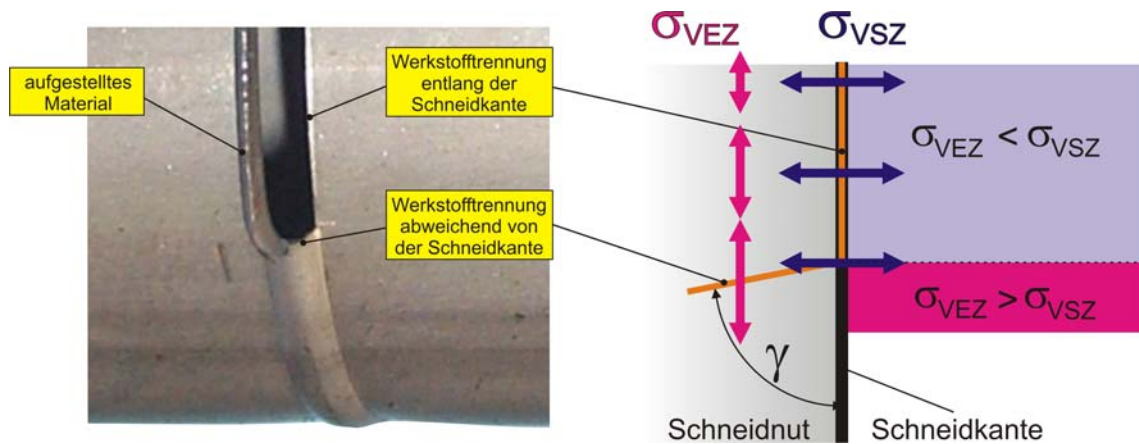 aufgestelltes
Material
Werkstofftrennung
entlang der
Schneidkante
Werkstofftrennung
abweichend von
der Schneidkante
σVEZ
σVSZ
σVEZ < σVSZ
σVEZ > σVSZ
γ
Schneidnut
Schneidkante